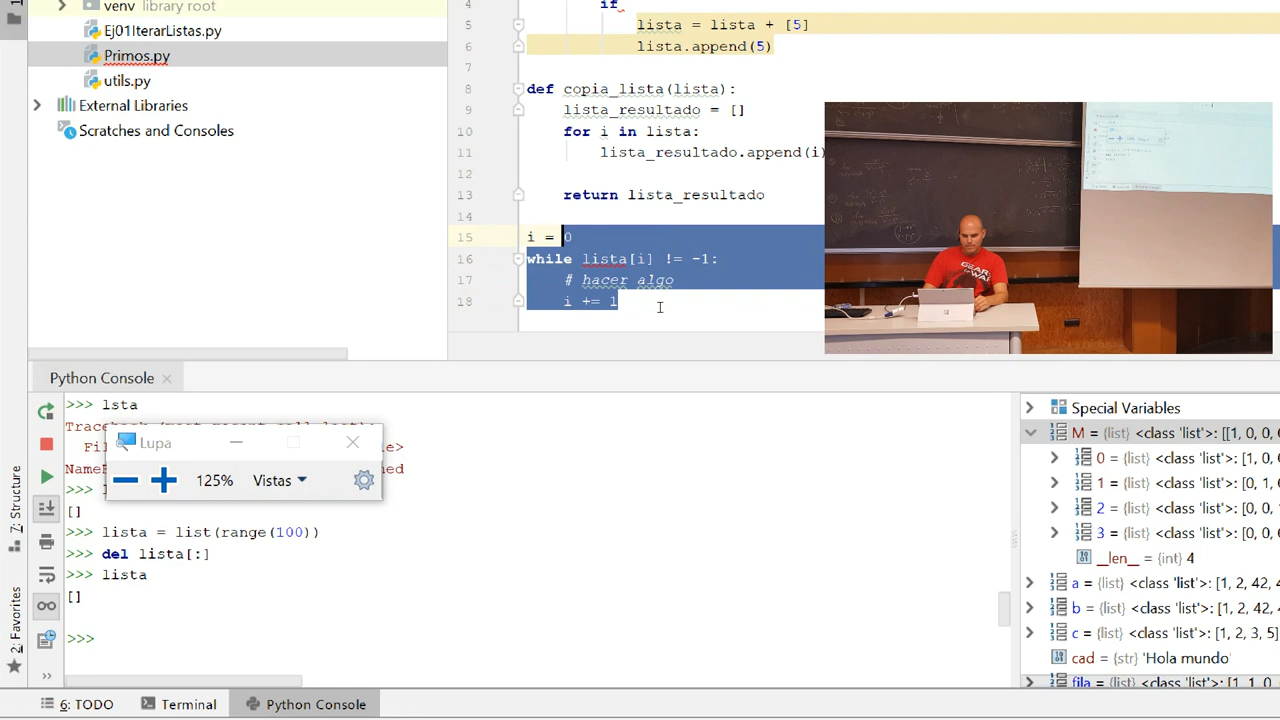 venv library root
Ej01IterarListas.py
Primos.py
utils.py
External Libraries
Scratches and Consoles
7: Structure
2: Favorites
4 if
5 lista = lista + [5]
6 lista.append(5)
7
8 def copia_lista(lista):
9 lista_resultado = []
10 for i in lista:
11 lista_resultado.append(i)
12
13 return lista_resultado
14
15 i = 0
16 while lista[i] != -1:
17 # hacer algo
18 i += 1
Python Console
>>> lsta
Lupa
125% Vistas
[]
>>> lista = list(range(100))
>>> del lista[:]
>>> lista
[]
>>>
Special Variables
M = {list} <class 'list'>: [[1, 0, 0,
0 = {list} <class 'list'>: [1, 0,
1 = {list} <class 'list'>: [0, 1,
2 = {list} <class 'list'>: [0, 0,
3 = {list} <class 'list'>: [0, 0,
__len__ = {int} 4
a = {list} <class 'list'>: [1, 2, 42,
b = {list} <class 'list'>: [1, 2, 42,
c = {list} <class 'list'>: [1, 2, 3, 5]
cad = {str} 'Hola mundo'
fila = {list} <class 'list'>: [1, 1, 0,
6: TODO Terminal Python Console